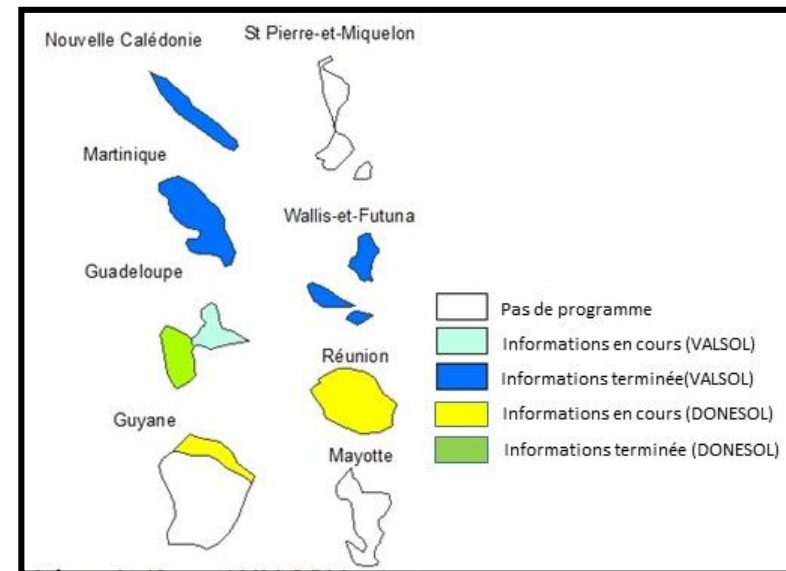 Nouvelle Calédonie
St Pierre-et-Miquelon
Martinique
Wallis-et-Futuna
Guadeloupe
Réunion
Guyane
Mayotte
Pas de programme
Informations en cours (VALSOL)
Informations terminée(VALSOL)
Informations en cours (DONESOL)
Informations terminée (DONESOL)